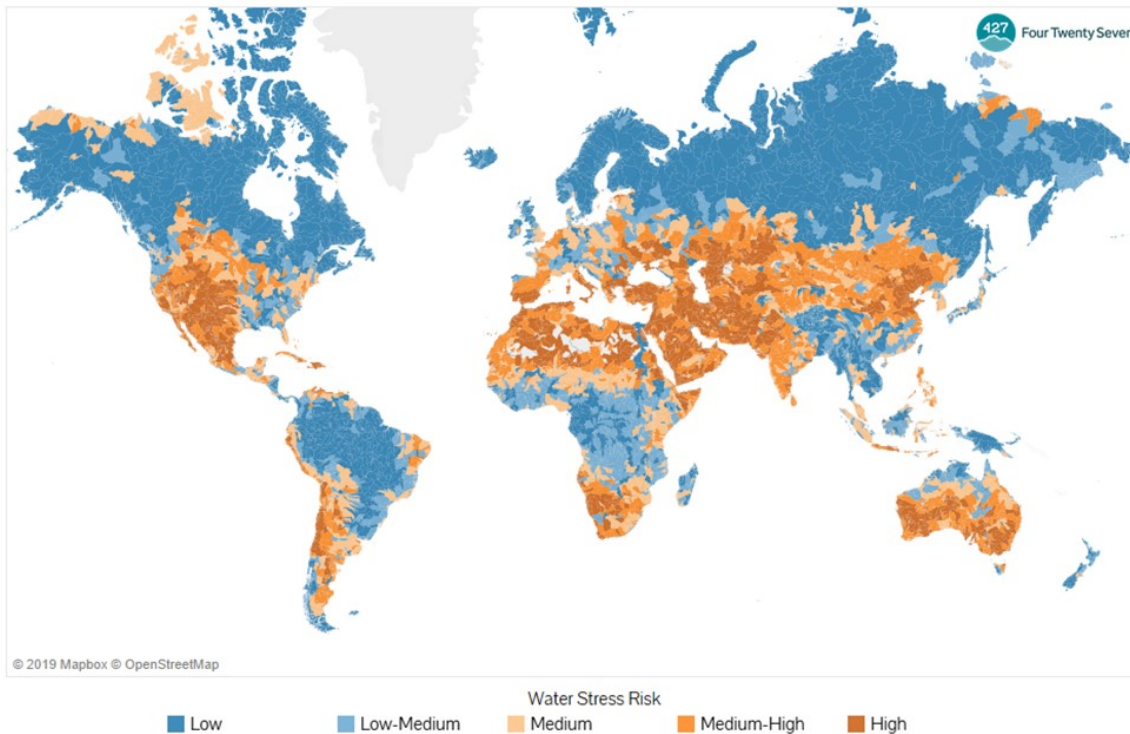 427 Four Twenty Seven
© 2019 Mapbox © OpenStreetMap
Water Stress Risk
Low Low-Medium Medium Medium-High High